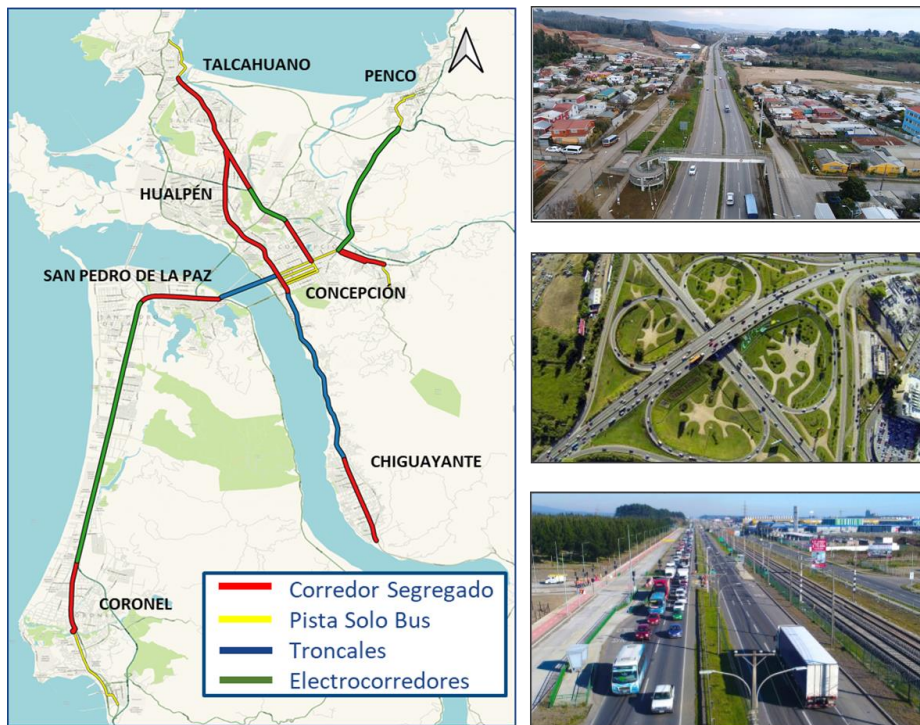 TALCAHUANO
PENCO
HUALPÉN
SAN PEDRO DE LA PAZ
CONCEPCIÓN
CHIGUAYANTE
CORONEL
Corredor Segregado
Pista Solo Bus
Troncales
Electrocorredores